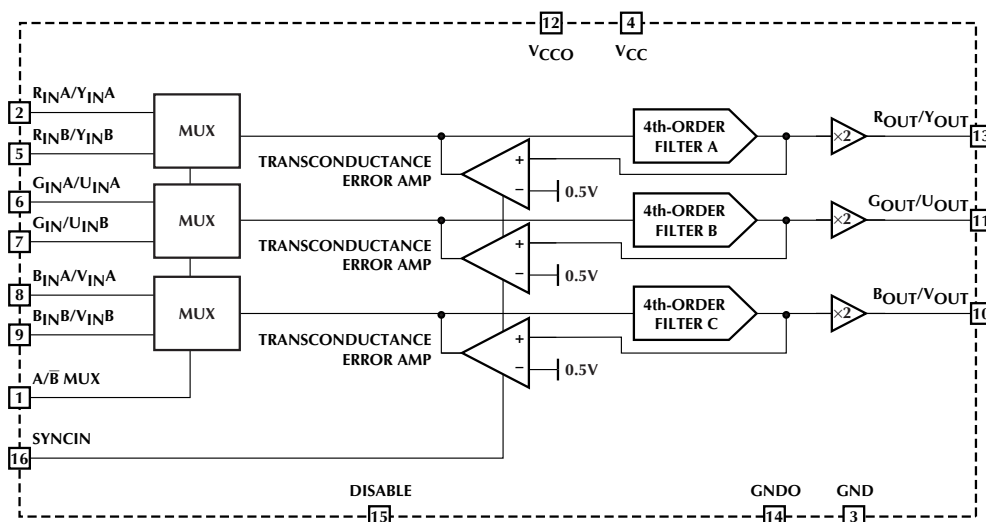 12
4
VCCO
VCC
RINA/YINA
2
MUX
4th-ORDER
FILTER A
×2
ROUT/YOUT
13
RINB/YINB
5
TRANSCONDUCTANCE
ERROR AMP
+
−
0.5V
GINA/UINA
6
MUX
4th-ORDER
FILTER B
×2
GOUT/UOUT
11
GIN/UINB
7
TRANSCONDUCTANCE
ERROR AMP
+
−
0.5V
BINA/VINA
8
MUX
4th-ORDER
FILTER C
×2
BOUT/VOUT
10
BINB/VINB
9
TRANSCONDUCTANCE
ERROR AMP
+
−
0.5V
A/B̅ MUX
1
SYNCIN
16
DISABLE
15
GNDO
14
GND
3